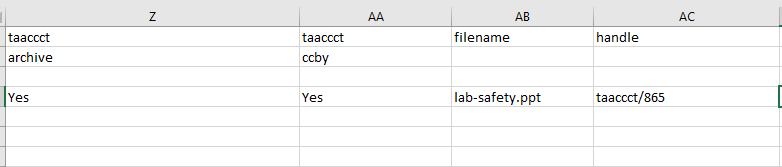 Z AA AB AC
taaccct taaccct filename handle
archive ccby
Yes Yes lab-safety.ppt taaccct/865